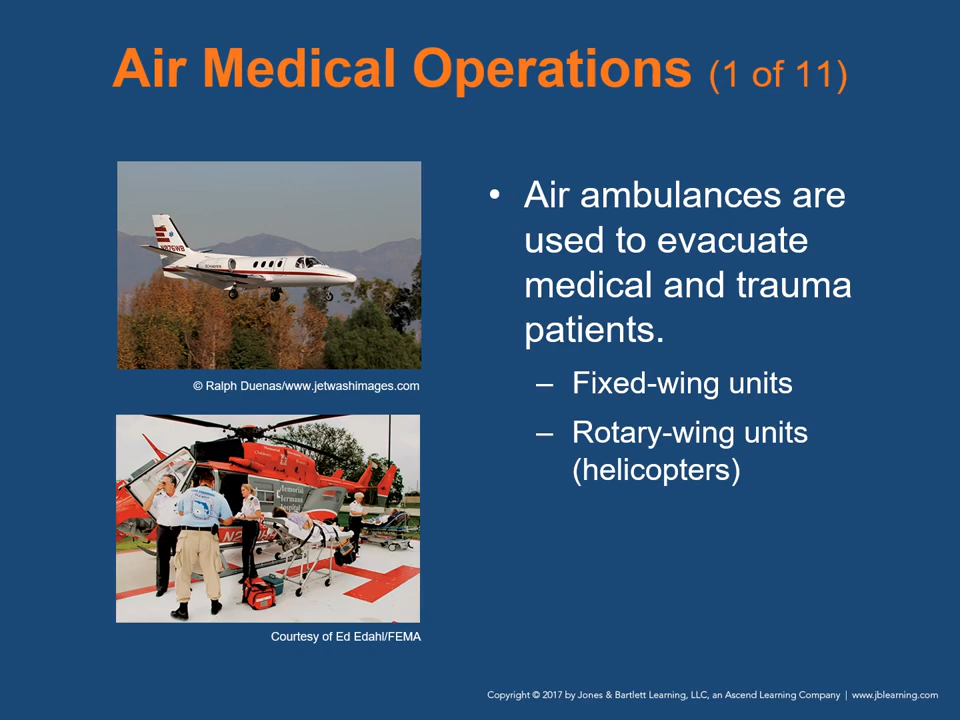 Air Medical Operations (1 of 11)
© Ralph Duenas/www.jetwashimages.com
Memorial
Hermann
Courtesy of Ed Edahl/FEMA
• Air ambulances are
used to evacuate
medical and trauma
patients.
– Fixed-wing units
– Rotary-wing units
(helicopters)
Copyright © 2017 by Jones & Bartlett Learning, LLC, an Ascend Learning Company | www.jblearning.com